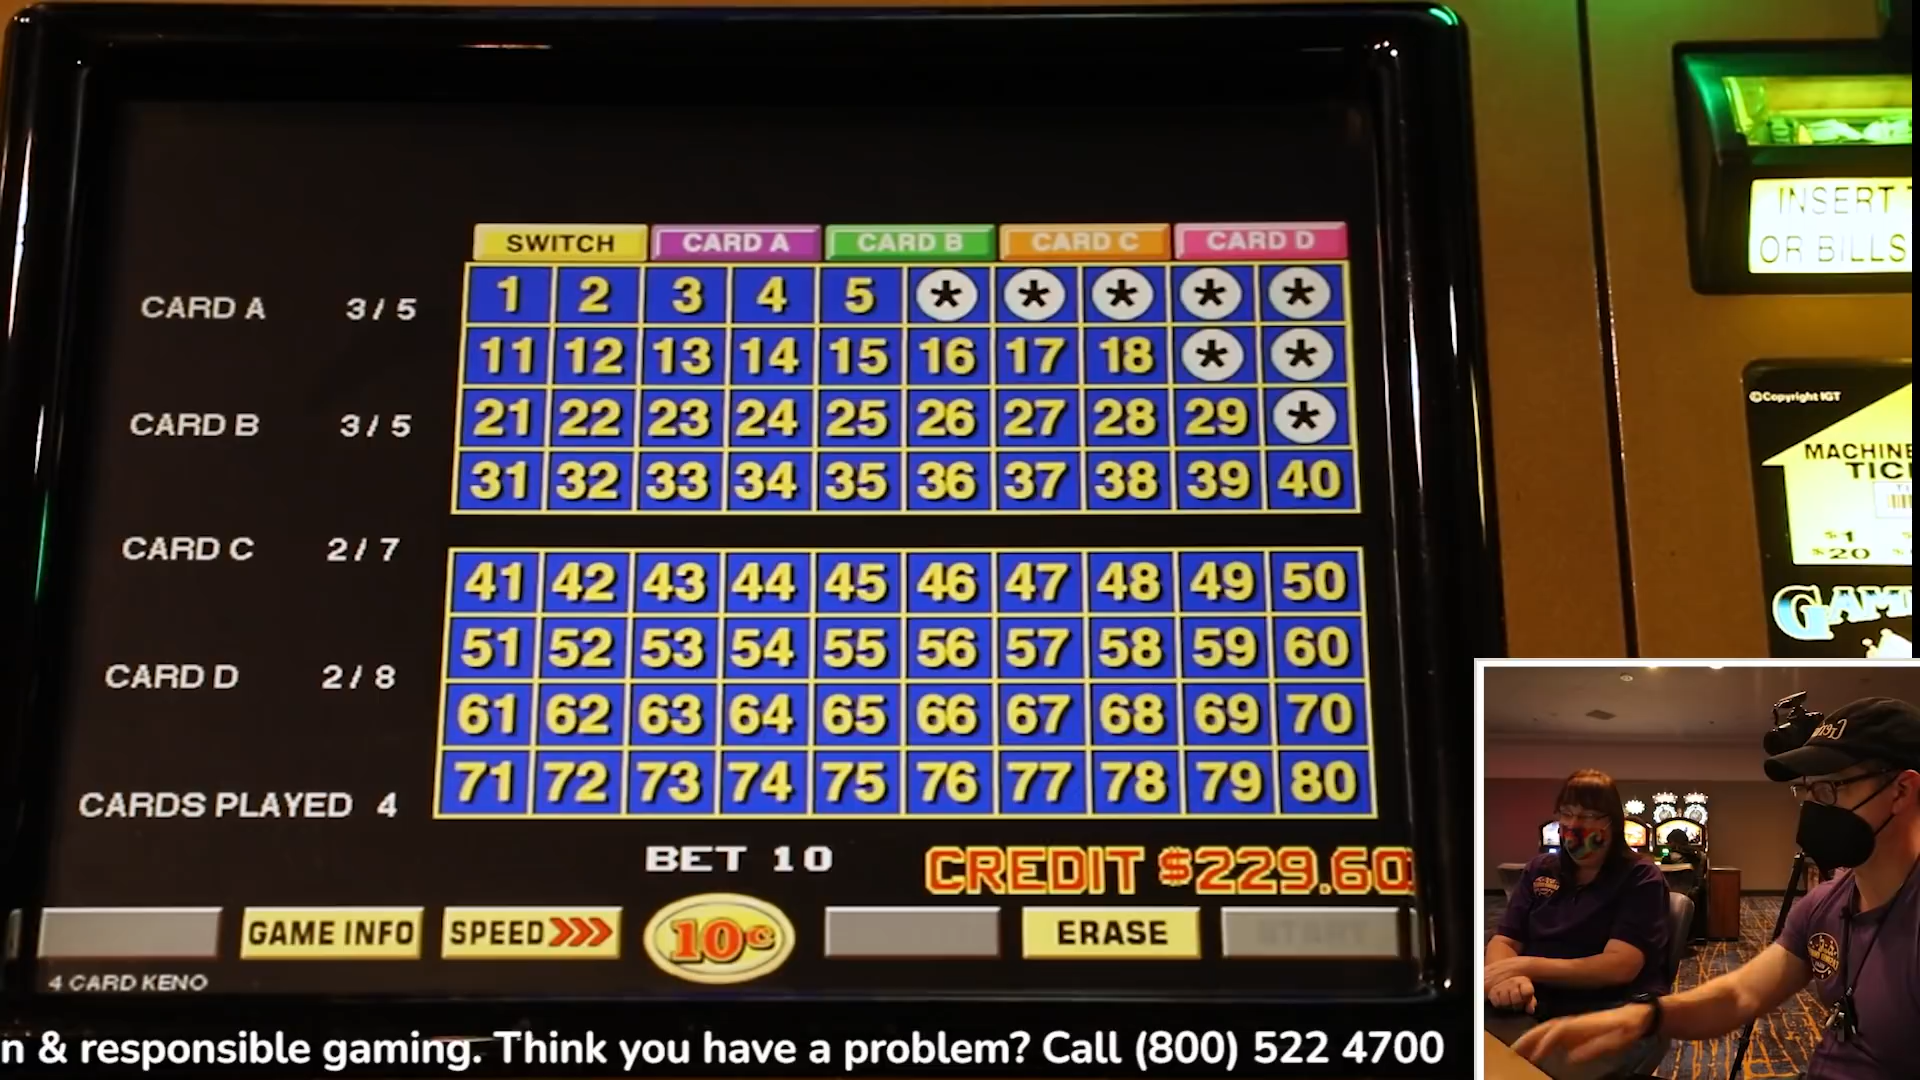 SWITCH CARD A CARD B CARD C CARD D
CARD A 3/5
CARD B 3/5
CARD C 2/7
CARD D 2/8
CARDS PLAYED 4
1 2 3 4 5 * * * * *
11 12 13 14 15 16 17 18 * *
21 22 23 24 25 26 27 28 29 *
31 32 33 34 35 36 37 38 39 40
41 42 43 44 45 46 47 48 49 50
51 52 53 54 55 56 57 58 59 60
61 62 63 64 65 66 67 68 69 70
71 72 73 74 75 76 77 78 79 80
BET 10
CREDIT $229.60
GAME INFO SPEED>>> 10¢ ERASE START
4 CARD KENO
INSERT
OR BILLS
©Copyright IGT
MACHINE
$1
$20
n & responsible gaming. Think you have a problem? Call (800) 522 4700